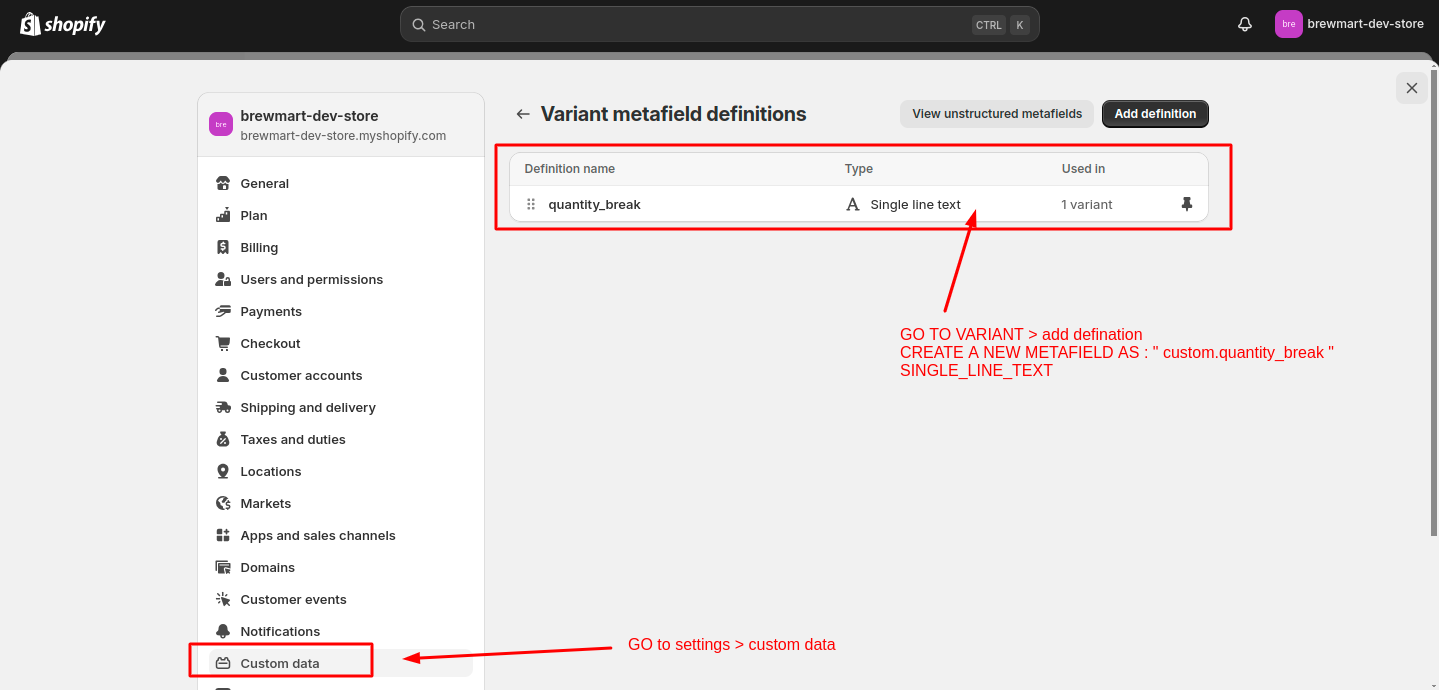 shopify
Search
CTRL K
bre
brewmart-dev-store
bre
brewmart-dev-store
brewmart-dev-store.myshopify.com
General
Plan
Billing
Users and permissions
Payments
Checkout
Customer accounts
Shipping and delivery
Taxes and duties
Locations
Markets
Apps and sales channels
Domains
Customer events
Notifications
Custom data
Variant metafield definitions
View unstructured metafields
Add definition
Definition name Type Used in
quantity_break Single line text 1 variant
GO TO VARIANT > add defination
CREATE A NEW METAFIELD AS : " custom.quantity_break "
SINGLE_LINE_TEXT
GO to settings > custom data